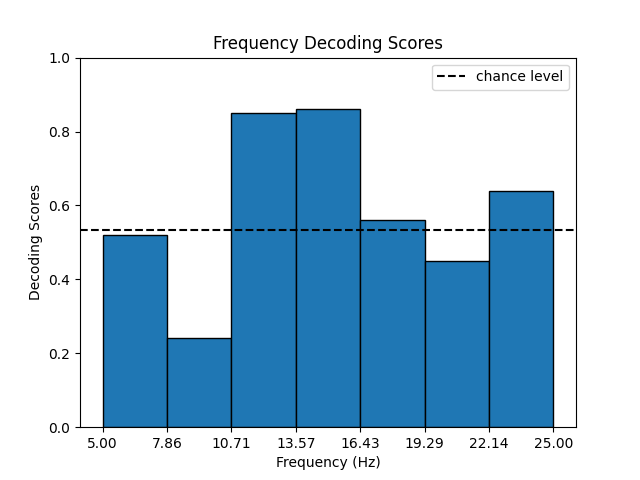 Frequency Decoding Scores
chance level
1.0
0.8
0.6
0.4
0.2
0.0
Decoding Scores
5.00 7.86 10.71 13.57 16.43 19.29 22.14 25.00
Frequency (Hz)